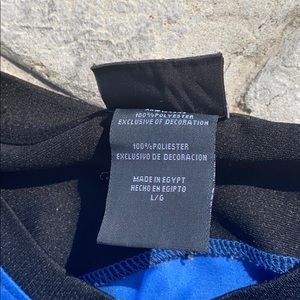 100% POLYESTER
EXCLUSIVE OF DECORATION
100%POLIESTER
EXCLUSIVO DE DECORACION
MADE IN EGYPT
HECHO EN EGIPTO
L/G